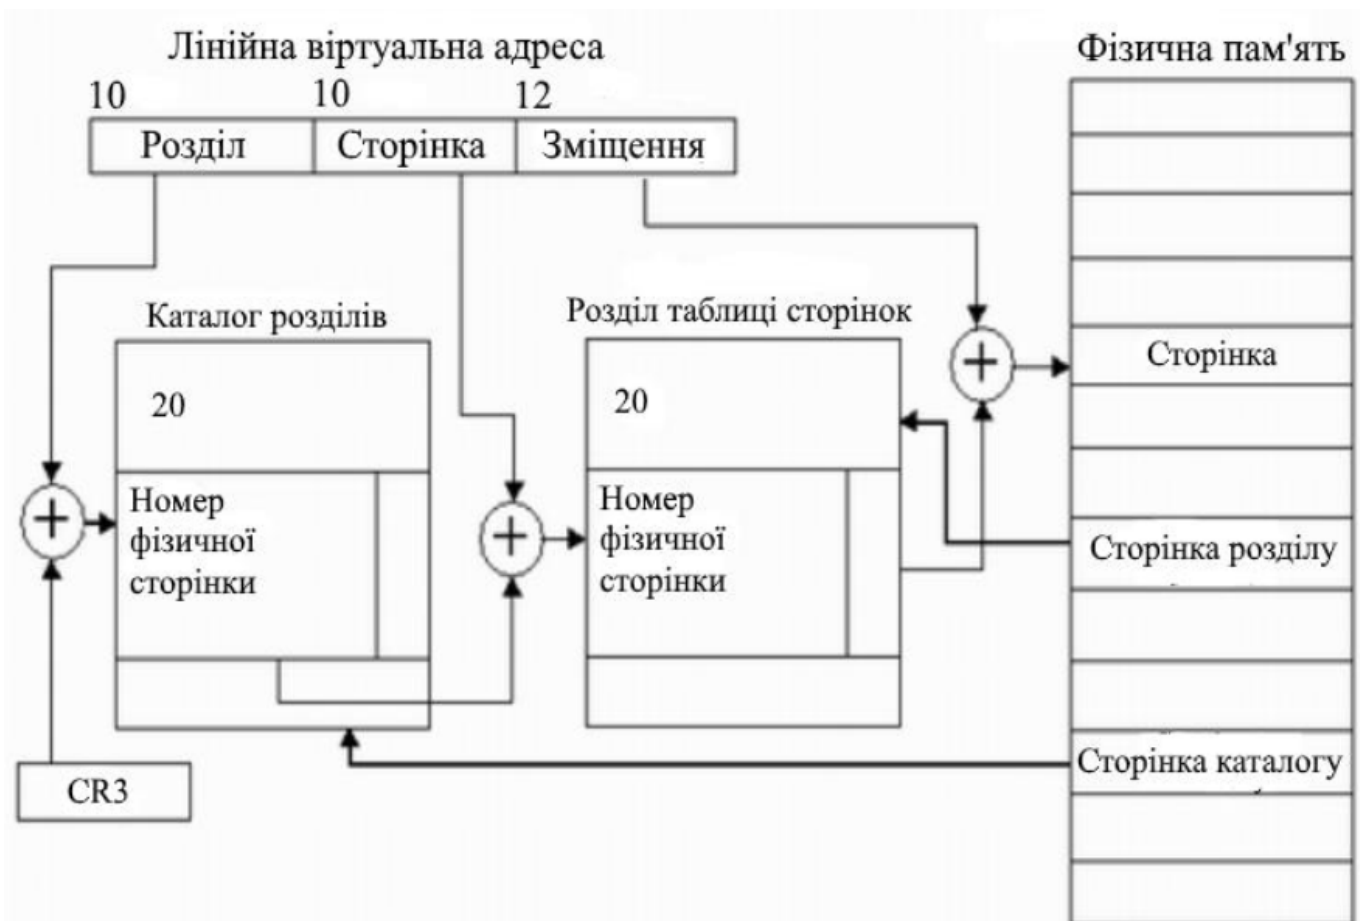 Лінійна віртуальна адреса
Фізична пам'ять
10
10
12
Розділ
Сторінка
Зміщення
Каталог розділів
Розділ таблиці сторінок
Сторінка
20
20
+
Номер
фізичної
сторінки
+
+
Номер
фізичної
сторінки
Сторінка розділу
Сторінка каталогу
CR3